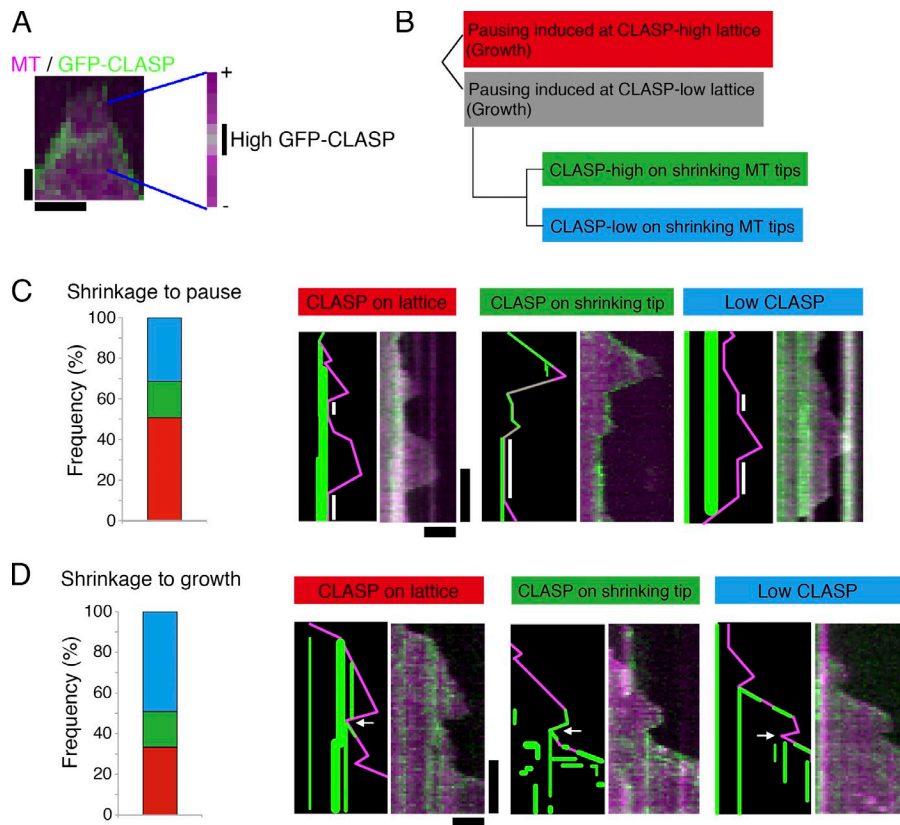 A
MT / GFP-CLASP
+
High GFP-CLASP
-
B
Pausing induced at CLASP-high lattice
(Growth)
Pausing induced at CLASP-low lattice
(Growth)
CLASP-high on shrinking MT tips
CLASP-low on shrinking MT tips
C
Shrinkage to pause
Frequency (%)
100
80
60
40
20
0
CLASP on lattice
CLASP on shrinking tip
Low CLASP
D
Shrinkage to growth
Frequency (%)
100
80
60
40
20
0
CLASP on lattice
CLASP on shrinking tip
Low CLASP